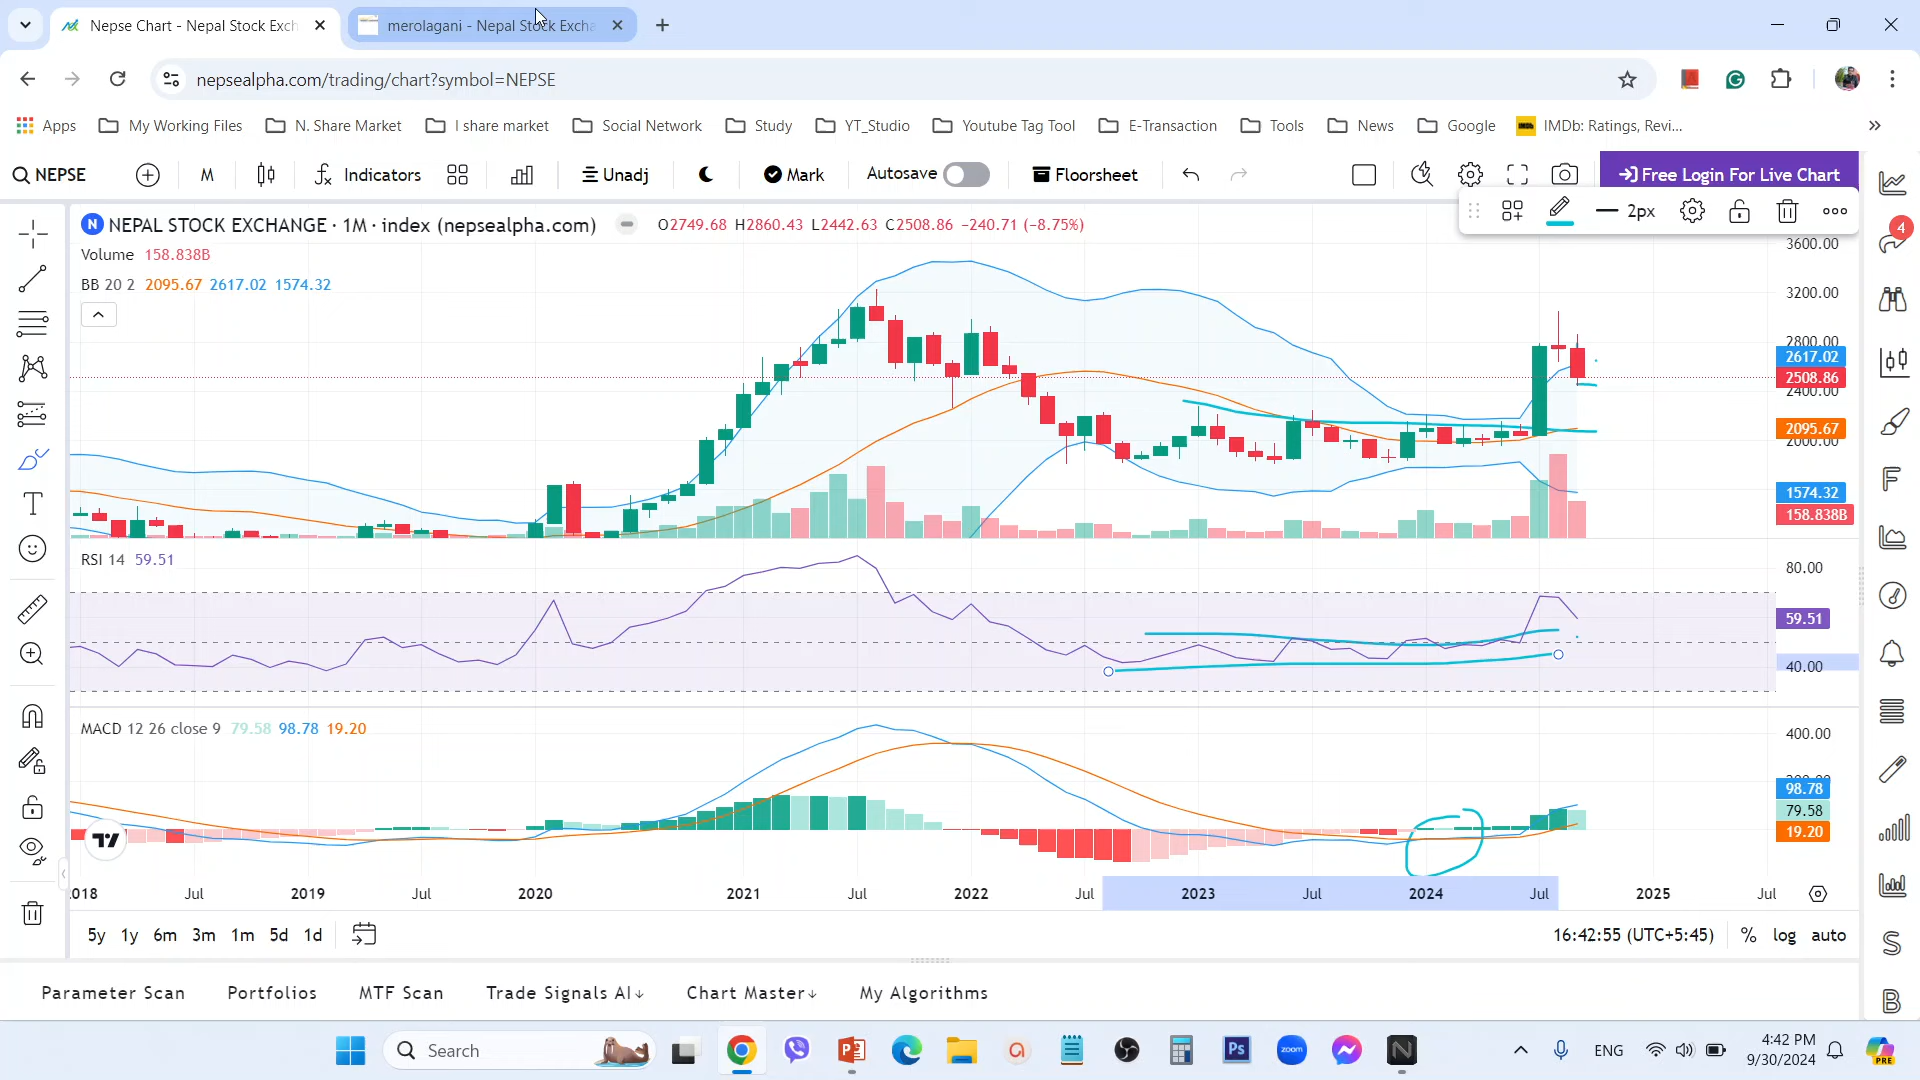 Nepse Chart - Nepal Stock Exch
merolagani - Nepal Stock Excha
nepsealpha.com/trading/chart?symbol=NEPSE
Apps My Working Files N. Share Market I share market Social Network Study YT_Studio Youtube Tag Tool E-Transaction Tools News Google IMDb: Ratings, Revi...
NEPSE M Indicators Unadj Mark Autosave Floorsheet Free Login For Live Chart
2px
N NEPAL STOCK EXCHANGE · 1M · index (nepsealpha.com) O2749.68 H2860.43 L2442.63 C2508.86 −240.71 (−8.75%)
4
3600.00
Volume 158.838B
BB 20 2 2095.67 2617.02 1574.32
3200.00
2800.00
2617.02
2508.86
2400.00
2095.67
2000.00
1574.32
158.838B
RSI 14 59.51
80.00
59.51
40.00
MACD 12 26 close 9 79.58 98.78 19.20
400.00
98.78
79.58
19.20
2018 Jul 2019 Jul 2020 2021 Jul 2022 Jul 2023 Jul 2024 Jul 2025 Jul
5y 1y 6m 3m 1m 5d 1d 16:42:55 (UTC+5:45) % log auto
Parameter Scan Portfolios MTF Scan Trade Signals AI↓ Chart Master↓ My Algorithms
Search
zoom
Ps
ENG
4:42 PM
9/30/2024
PRE